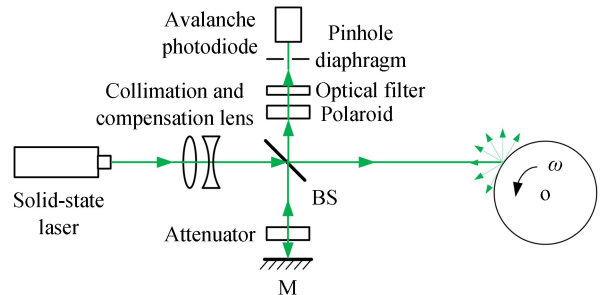 Avalanche
photodiode
Pinhole
diaphragm
Optical filter
Polaroid
Collimation and
compensation lens
Solid-state
laser
BS
ω
o
Attenuator
M